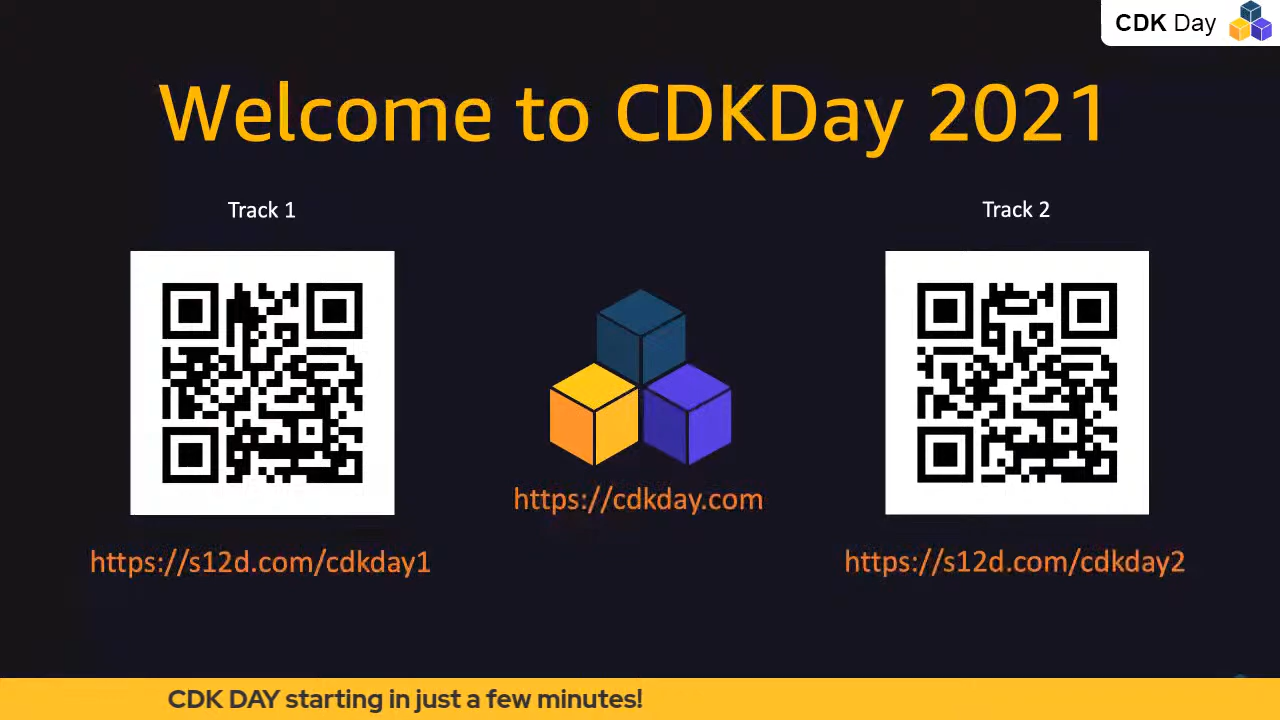 CDK Day
Welcome to CDKDay 2021
Track 1
Track 2
https://cdkday.com
https://s12d.com/cdkday1
https://s12d.com/cdkday2
CDK DAY starting in just a few minutes!